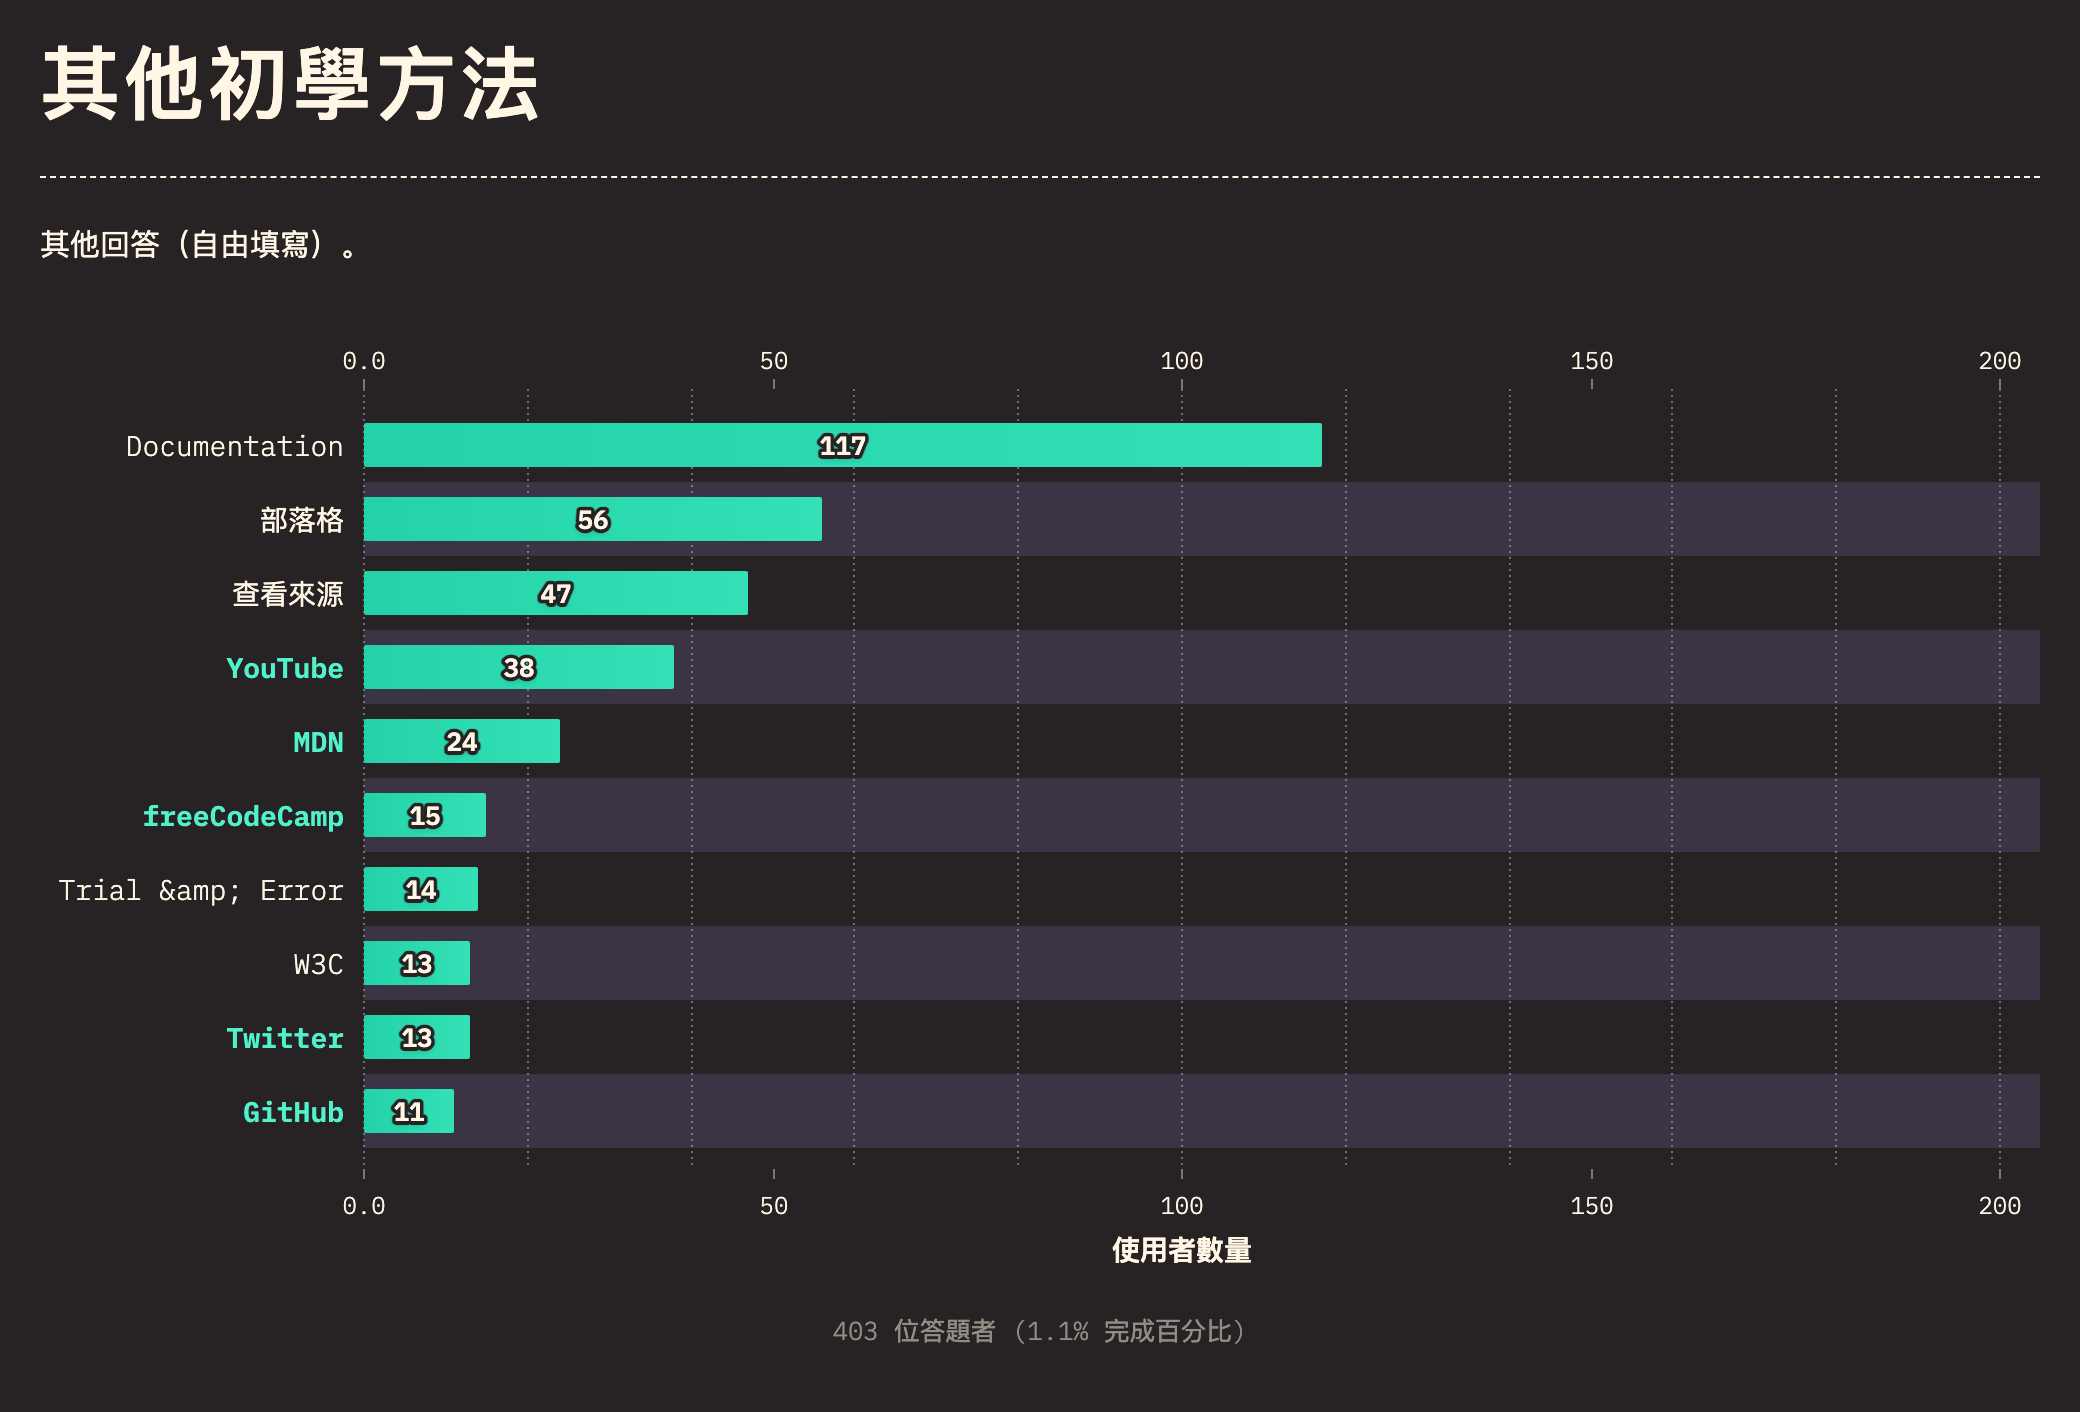 其他初學方法
其他回答（自由填寫）。
0.0 50 100 150 200
Documentation 117
部落格 56
查看來源 47
YouTube 38
MDN 24
freeCodeCamp 15
Trial &amp; Error 14
W3C 13
Twitter 13
GitHub 11
0.0 50 100 150 200
使用者數量
403 位答題者（1.1% 完成百分比）